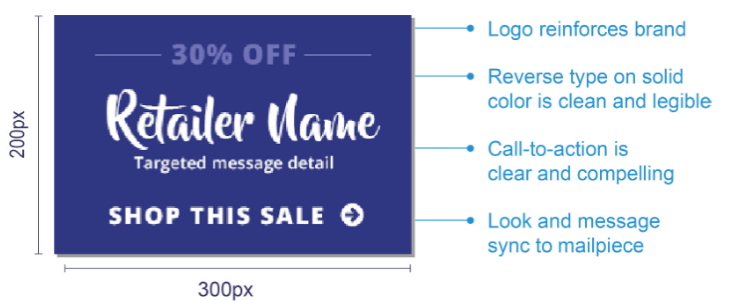 30% OFF
Retailer Name
Targeted message detail
SHOP THIS SALE
200px
300px
Logo reinforces brand
Reverse type on solid
color is clean and legible
Call-to-action is
clear and compelling
Look and message
sync to mailpiece